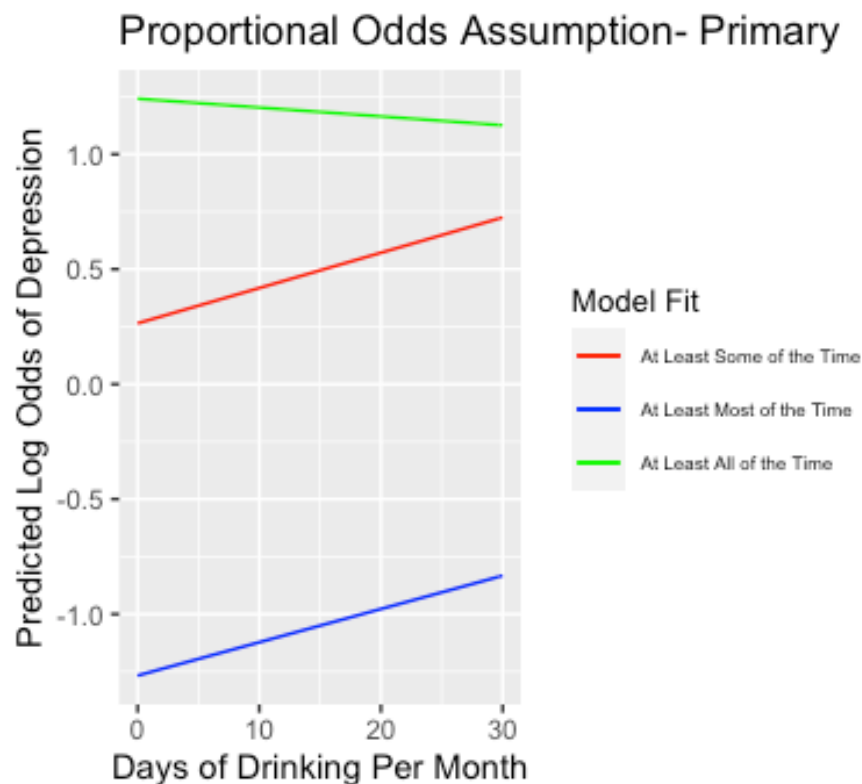 Proportional Odds Assumption- Primary
Predicted Log Odds of Depression
1.0
0.5
0.0
-0.5
-1.0
0
10
20
30
Days of Drinking Per Month
Model Fit
At Least Some of the Time
At Least Most of the Time
At Least All of the Time